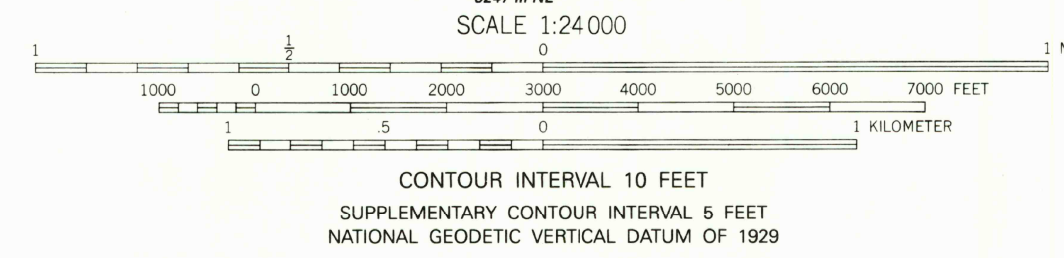 SCALE 1:24 000
1 ½ 0 1
1000 0 1000 2000 3000 4000 5000 6000 7000 FEET
1 .5 0 1 KILOMETER
CONTOUR INTERVAL 10 FEET
SUPPLEMENTARY CONTOUR INTERVAL 5 FEET
NATIONAL GEODETIC VERTICAL DATUM OF 1929